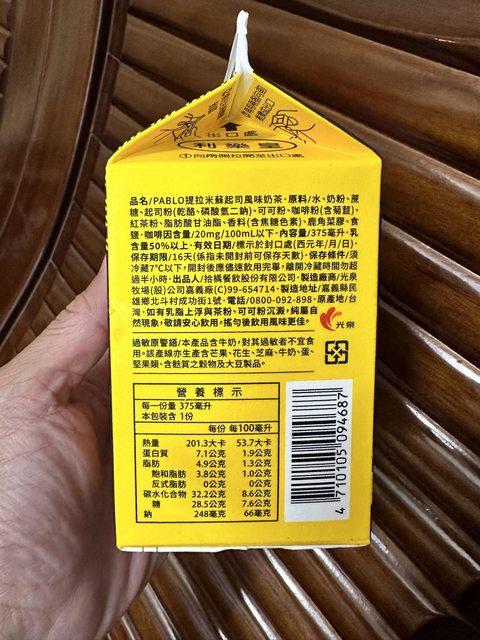 出口處
利樂皇
①向兩側拉開至出口處
品名/PABLO提拉米蘇起司風味奶茶·原料/水、奶粉、蔗
糖、起司粉(乾酪、磷酸氫二鈉)、可可粉、咖啡粉(含菊苣)、
紅茶粉、脂肪酸甘油酯、香料(含焦糖色素)、鹿角菜膠、食
鹽·咖啡因含量/20mg/100mL以下·內容量/375毫升·乳
含量50%以上·有效日期/標示於封口處(西元年/月/日)·
保存期限/16天(係指未開封前可保存天數)·保存條件/須
冷藏7°C以下,開封後應儘速飲用完畢,離開冷藏時間勿超
過半小時·出品人/拾橘餐飲股份有限公司·製造廠商/光泉
牧場(股)公司嘉義廠(C)99-654714·製造地址/嘉義縣民
雄鄉北斗村成功街1號·電話/0800-092-898·原產地/台
灣·如有乳脂上浮與茶粉、可可粉沉澱,純屬自
然現象,敬請安心飲用,搖勻後飲用風味更佳。
光泉
過敏原警語/本產品含牛奶,對其過敏者不宜食
用。該產線亦生產含芒果、花生、芝麻、牛奶、蛋、
堅果類、含麩質之穀物及大豆製品。
營養標示
每一份量 375毫升
本包裝含 1份
每份 每100毫升
熱量 201.3大卡 53.7大卡
蛋白質 7.1公克 1.9公克
脂肪 4.9公克 1.3公克
飽和脂肪 3.8公克 1.0公克
反式脂肪 0公克 0公克
碳水化合物 32.2公克 8.6公克
糖 28.5公克 7.6公克
鈉 248毫克 66毫克
4 710105 094687